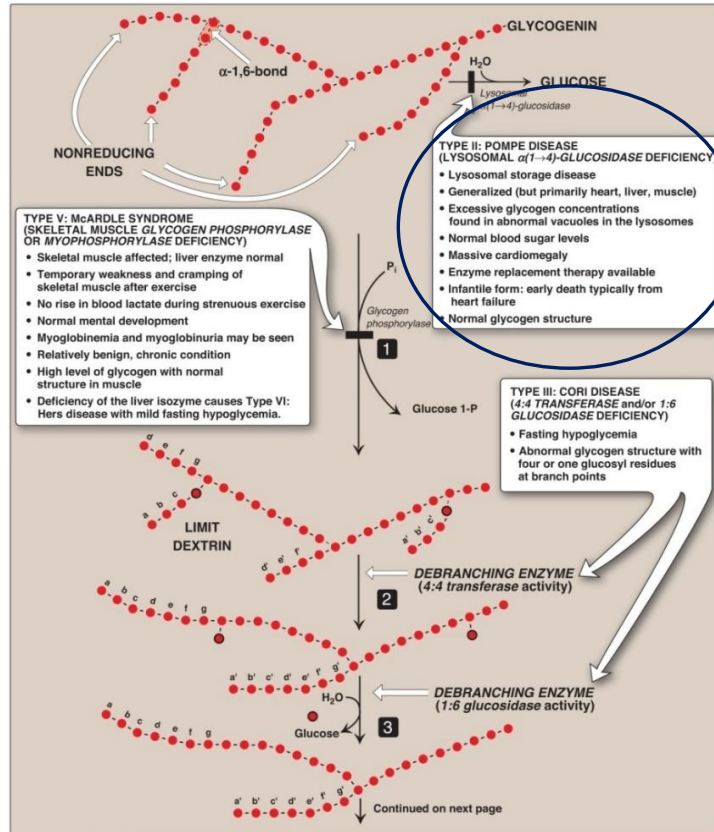 GLYCOGENIN
α-1,6-bond
H₂O
GLUCOSE
Lysosomal
α(1→4)-glucosidase
NONREDUCING
ENDS
TYPE II: POMPE DISEASE
(LYSOSOMAL α(1→4)-GLUCOSIDASE DEFICIENCY
• Lysosomal storage disease
• Generalized (but primarily heart, liver, muscle)
• Excessive glycogen concentrations
found in abnormal vacuoles in the lysosomes
• Normal blood sugar levels
• Massive cardiomegaly
• Enzyme replacement therapy available
• Infantile form: early death typically from
heart failure
• Normal glycogen structure
TYPE V: McARDLE SYNDROME
(SKELETAL MUSCLE GLYCOGEN PHOSPHORYLASE
OR MYOPHOSPHORYLASE DEFICIENCY)
• Skeletal muscle affected; liver enzyme normal
• Temporary weakness and cramping of
skeletal muscle after exercise
• No rise in blood lactate during strenuous exercise
• Normal mental development
• Myoglobinemia and myoglobinuria may be seen
• Relatively benign, chronic condition
• High level of glycogen with normal
structure in muscle
• Deficiency of the liver isozyme causes Type VI:
Hers disease with mild fasting hypoglycemia.
Pi
Glycogen
phosphorylase
1
Glucose 1-P
TYPE III: CORI DISEASE
(4:4 TRANSFERASE and/or 1:6
GLUCOSIDASE DEFICIENCY)
• Fasting hypoglycemia
• Abnormal glycogen structure with
four or one glucosyl residues
at branch points
d e f g
a b c
LIMIT
DEXTRIN
a' b' c'
d' e' f'
DEBRANCHING ENZYME
(4:4 transferase activity)
2
a b c d e f g
a' b' c' d' e' f' g'
DEBRANCHING ENZYME
(1:6 glucosidase activity)
H₂O
Glucose
3
a b c d e f g
a' b' c' d' e' f' g'
Continued on next page